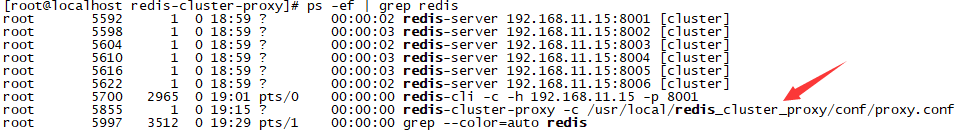 [root@localhost redis-cluster-proxy]# ps -ef | grep redis
root 5592 1 0 18:59 ? 00:00:02 redis-server 192.168.11.15:8001 [cluster]
root 5598 1 0 18:59 ? 00:00:03 redis-server 192.168.11.15:8002 [cluster]
root 5604 1 0 18:59 ? 00:00:02 redis-server 192.168.11.15:8003 [cluster]
root 5610 1 0 18:59 ? 00:00:03 redis-server 192.168.11.15:8004 [cluster]
root 5616 1 0 18:59 ? 00:00:03 redis-server 192.168.11.15:8005 [cluster]
root 5622 1 0 18:59 ? 00:00:02 redis-server 192.168.11.15:8006 [cluster]
root 5700 2965 0 19:01 pts/0 00:00:00 redis-cli -c -h 192.168.11.15 -p 8001
root 5855 1 0 19:15 ? 00:00:00 redis-cluster-proxy -c /usr/local/redis_cluster_proxy/conf/proxy.conf
root 5997 3512 0 19:29 pts/1 00:00:00 grep --color=auto redis